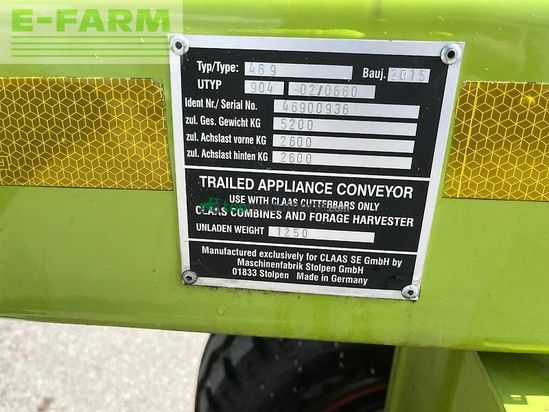 E-FARM
Typ/Type: 469 Bauj. 2015
UTYP 904 -02/0660
Ident Nr./ Serial No. 46900936
zul. Ges. Gewicht KG 5200
zul. Achslast vorne KG 2600
zul. Achslast hinten KG 2600
TRAILED APPLIANCE CONVEYOR
USE WITH CLAAS CUTTERBARS ONLY
CLAAS COMBINES AND FORAGE HARVESTER
UNLADEN WEIGHT 1250
Manufactured exclusively for CLAAS SE GmbH by
Maschinenfabrik Stolpen GmbH
01833 Stolpen Made in Germany